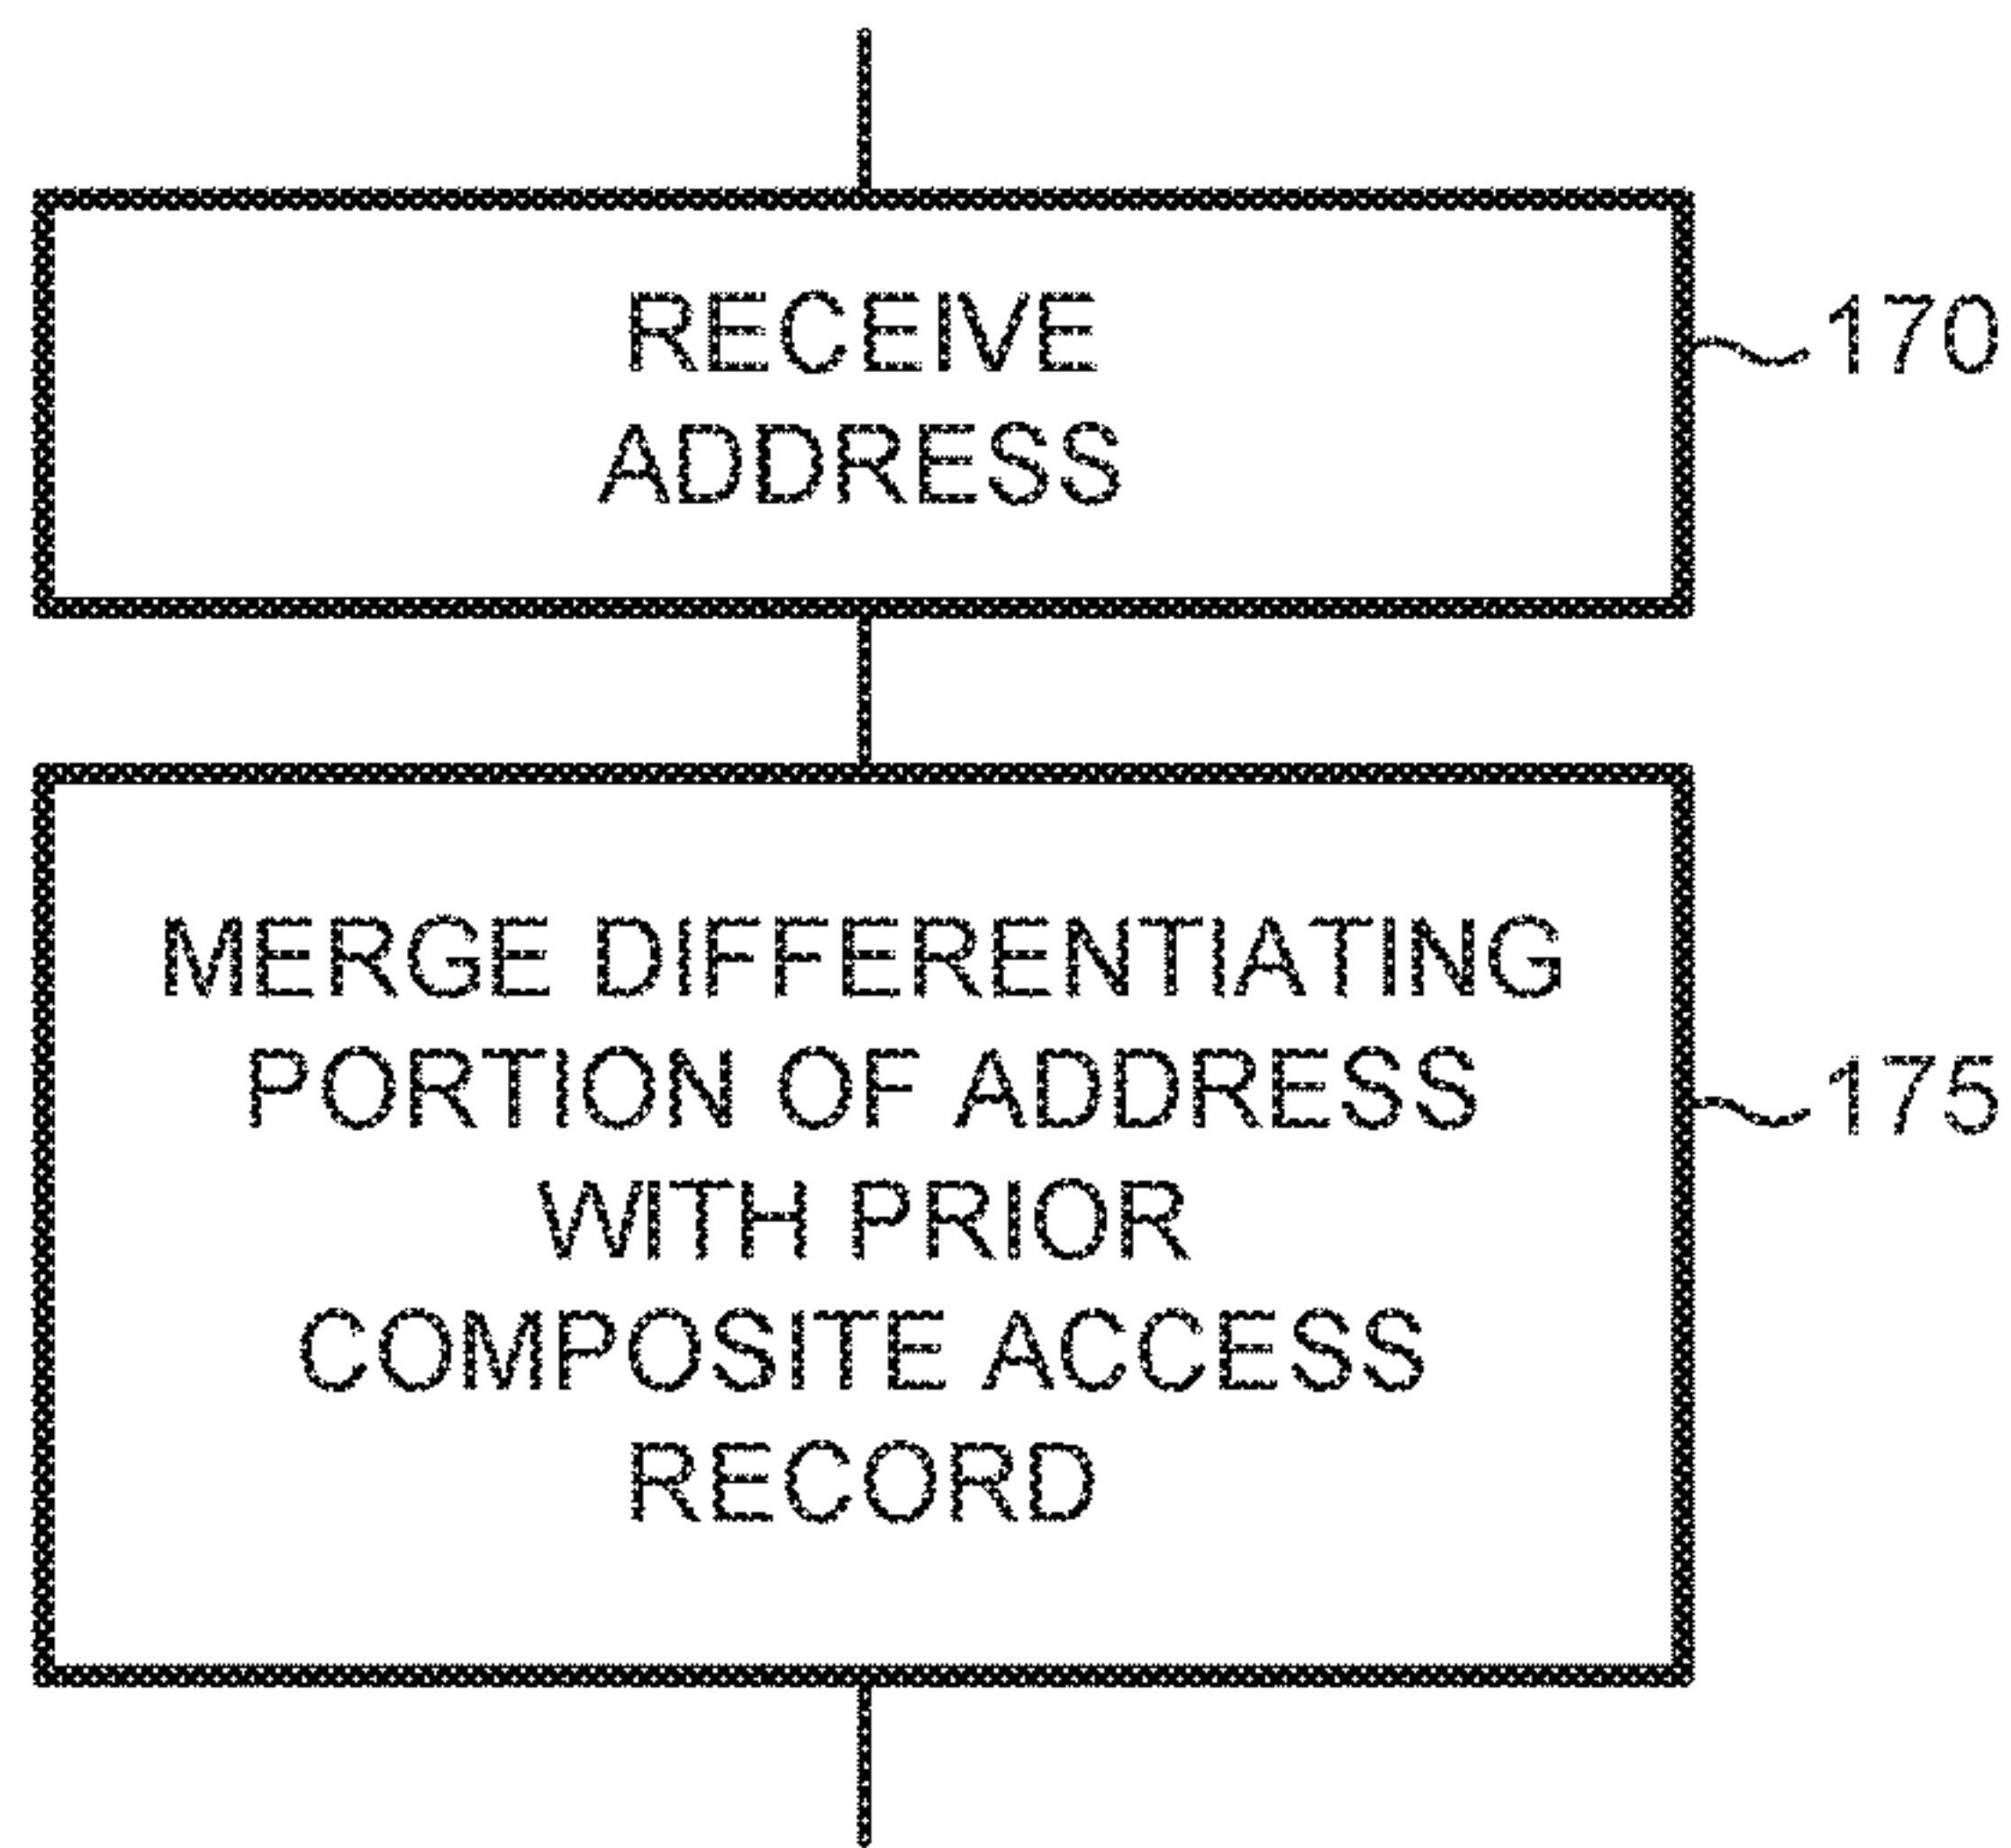 RECEIVE
ADDRESS
170
MERGE DIFFERENTIATING
PORTION OF ADDRESS
WITH PRIOR
COMPOSITE ACCESS
RECORD
175